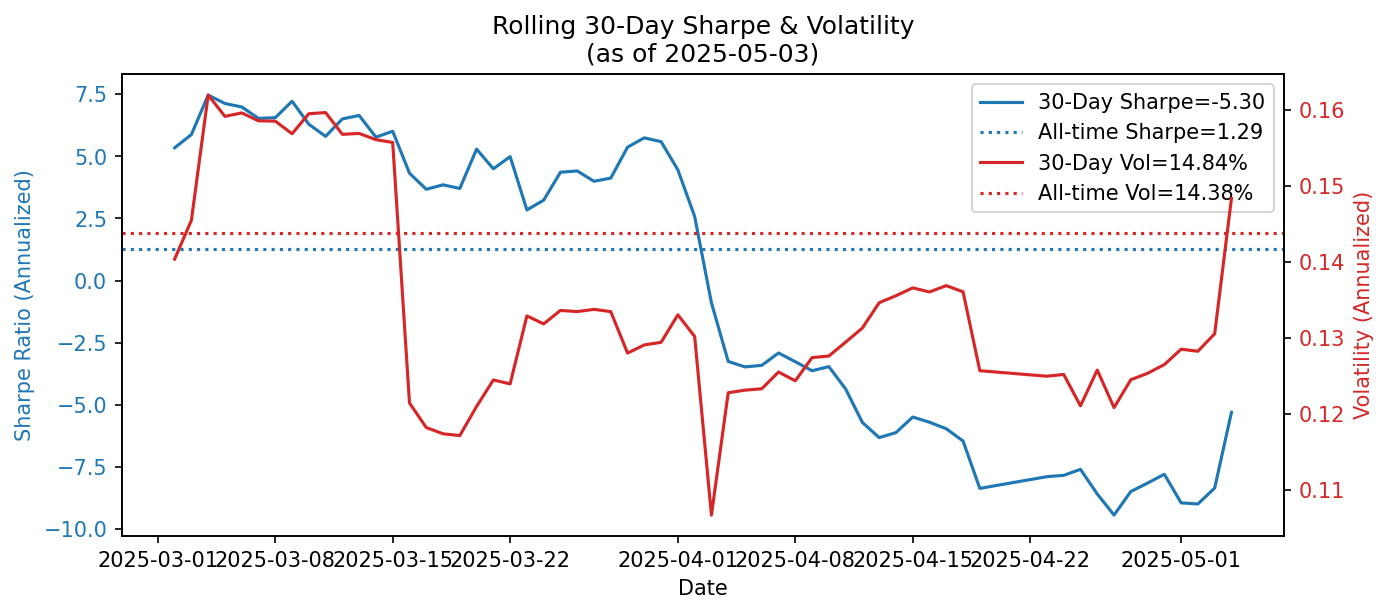 Rolling 30-Day Sharpe & Volatility
(as of 2025-05-03)
Sharpe Ratio (Annualized)
7.5
5.0
2.5
0.0
−2.5
−5.0
−7.5
−10.0
30-Day Sharpe=-5.30
All-time Sharpe=1.29
30-Day Vol=14.84%
All-time Vol=14.38%
0.16
0.15
0.14
0.13
0.12
0.11
Volatility (Annualized)
2025-03-01 2025-03-08 2025-03-15 2025-03-22 2025-04-01 2025-04-08 2025-04-15 2025-04-22 2025-05-01
Date